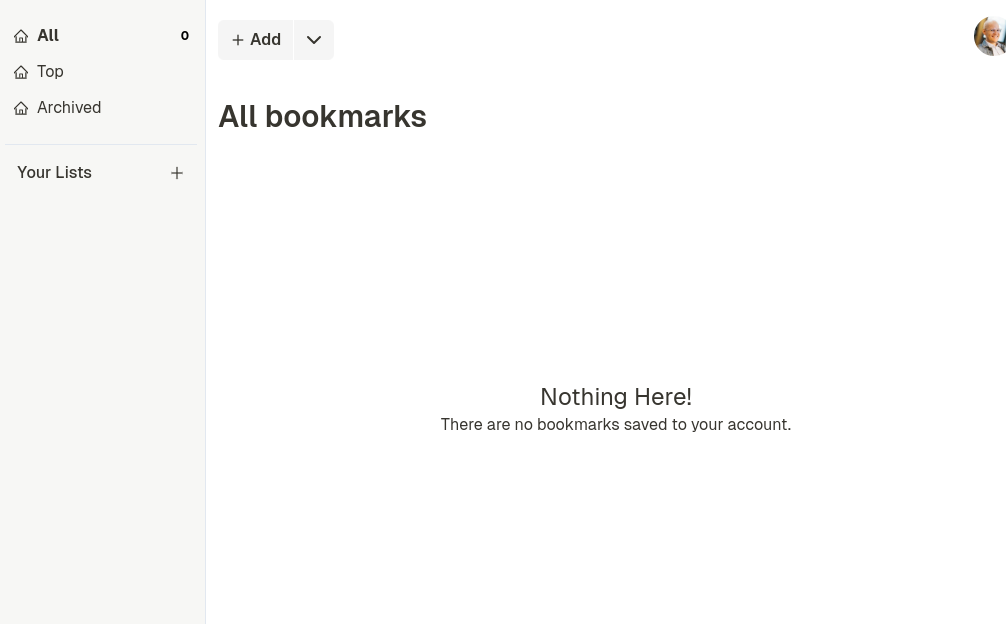 All
0
Top
Archived
Your Lists
Add
All bookmarks
Nothing Here!
There are no bookmarks saved to your account.